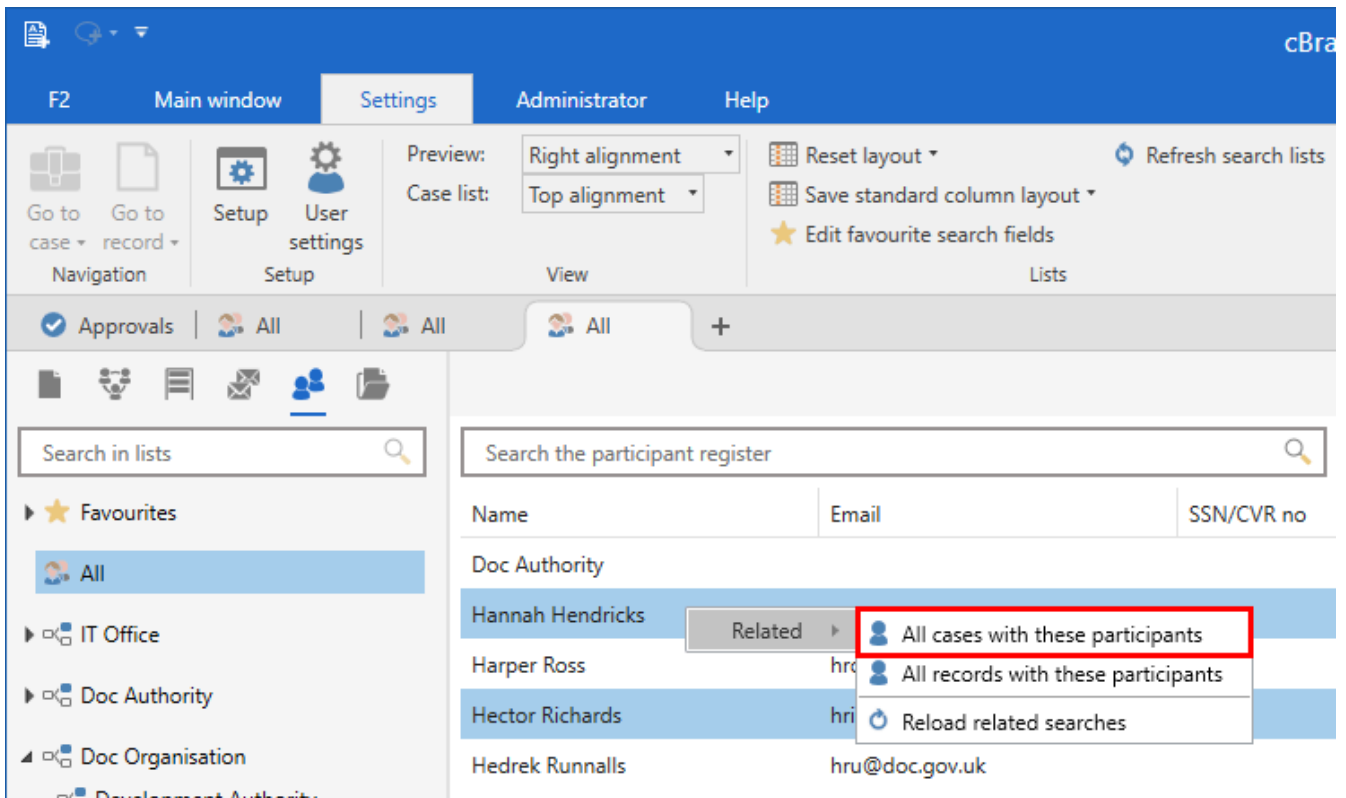 cBra
F2 Main window Settings Administrator Help
Preview: Right alignment Reset layout Refresh search lists
Case list: Top alignment Save standard column layout
Go to case Go to record Setup User settings Edit favourite search fields
Navigation Setup View Lists
Approvals All All All +
Search in lists Search the participant register
Favourites Name Email SSN/CVR no
All Doc Authority
Hannah Hendricks Related All cases with these participants
IT Office
Harper Ross All records with these participants
Doc Authority
Hector Richards hri Reload related searches
Doc Organisation Hedrek Runnalls hru@doc.gov.uk